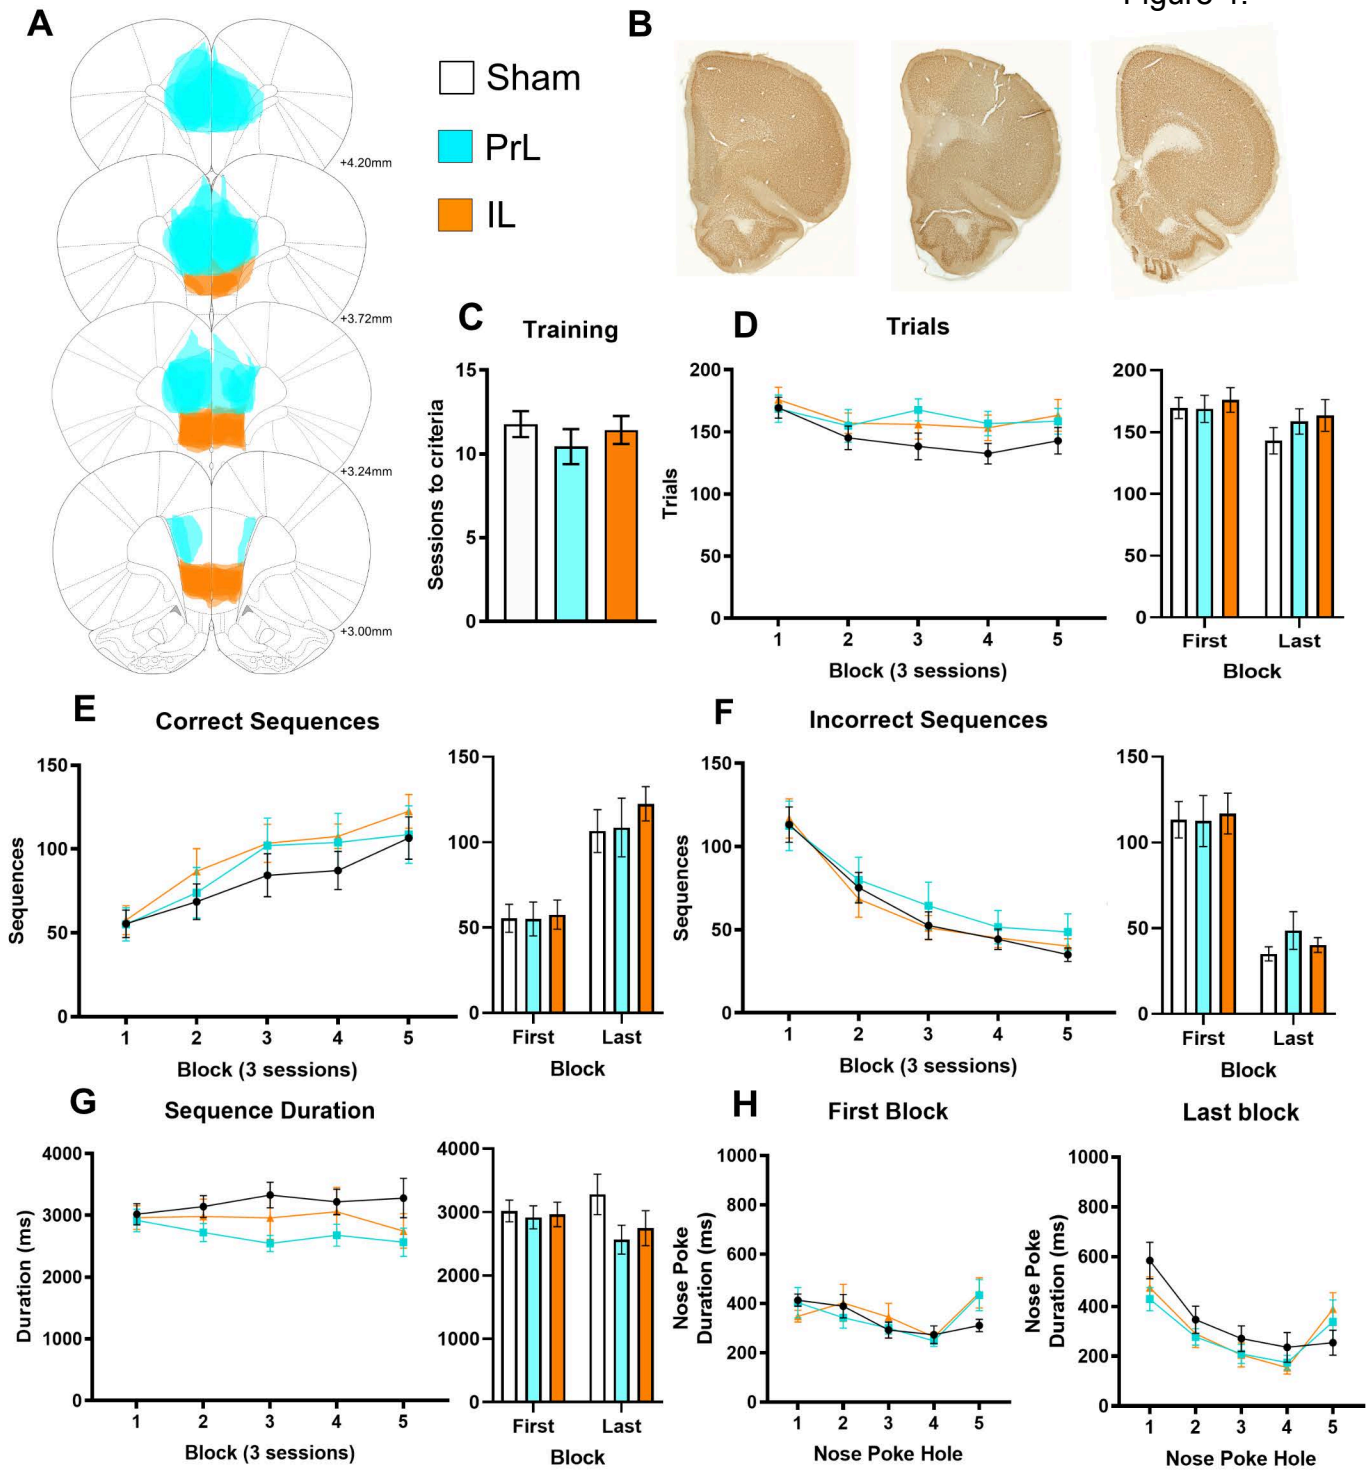 Figure 1.
A
B
Sham
PrL
IL
+4.20mm
+3.72mm
+3.24mm
+3.00mm
C
Training
Sessions to criteria
15
10
5
0
D
Trials
Trials
200
150
100
50
0
1 2 3 4 5
Block (3 sessions)
200
150
100
50
0
First Last
Block
E
Correct Sequences
Sequences
150
100
50
0
1 2 3 4 5
Block (3 sessions)
150
100
50
0
First Last
Block
F
Incorrect Sequences
Sequences
150
100
50
0
1 2 3 4 5
Block (3 sessions)
150
100
50
0
First Last
Block
G
Sequence Duration
Duration (ms)
4000
3000
2000
1000
0
1 2 3 4 5
Block (3 sessions)
4000
3000
2000
1000
0
First Last
Block
H
First Block
Nose Poke
Duration (ms)
1000
800
600
400
200
0
1 2 3 4 5
Nose Poke Hole
Last block
Nose Poke
Duration (ms)
1000
800
600
400
200
0
1 2 3 4 5
Nose Poke Hole